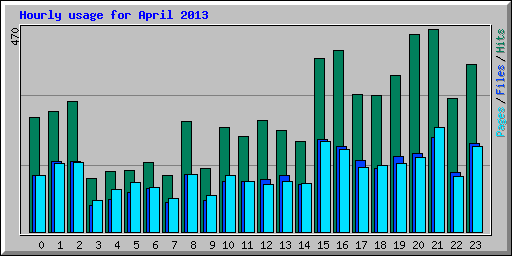 Hourly usage for April 2013
470
Pages/Files/Hits
0 1 2 3 4 5 6 7 8 9 10 11 12 13 14 15 16 17 18 19 20 21 22 23